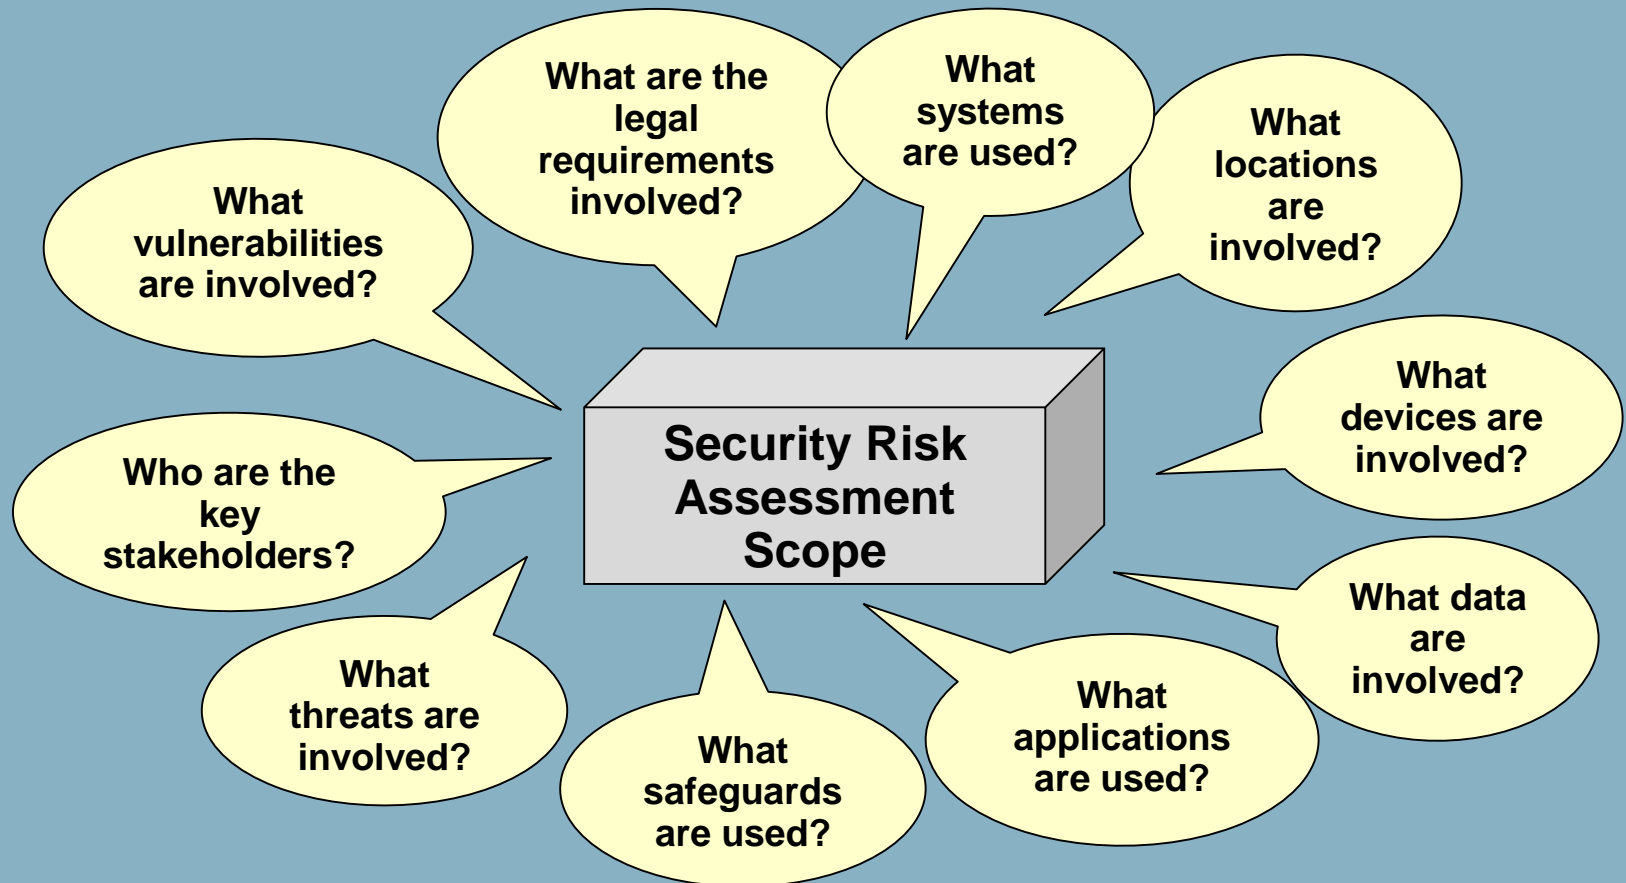 What are the
legal
requirements
involved?
What
systems
are used?
What
locations
are
involved?
What
vulnerabilities
are involved?
What
devices are
involved?
Security Risk
Assessment
Scope
Who are the
key
stakeholders?
What data
are
involved?
What
threats are
involved?
What
applications
are used?
What
safeguards
are used?